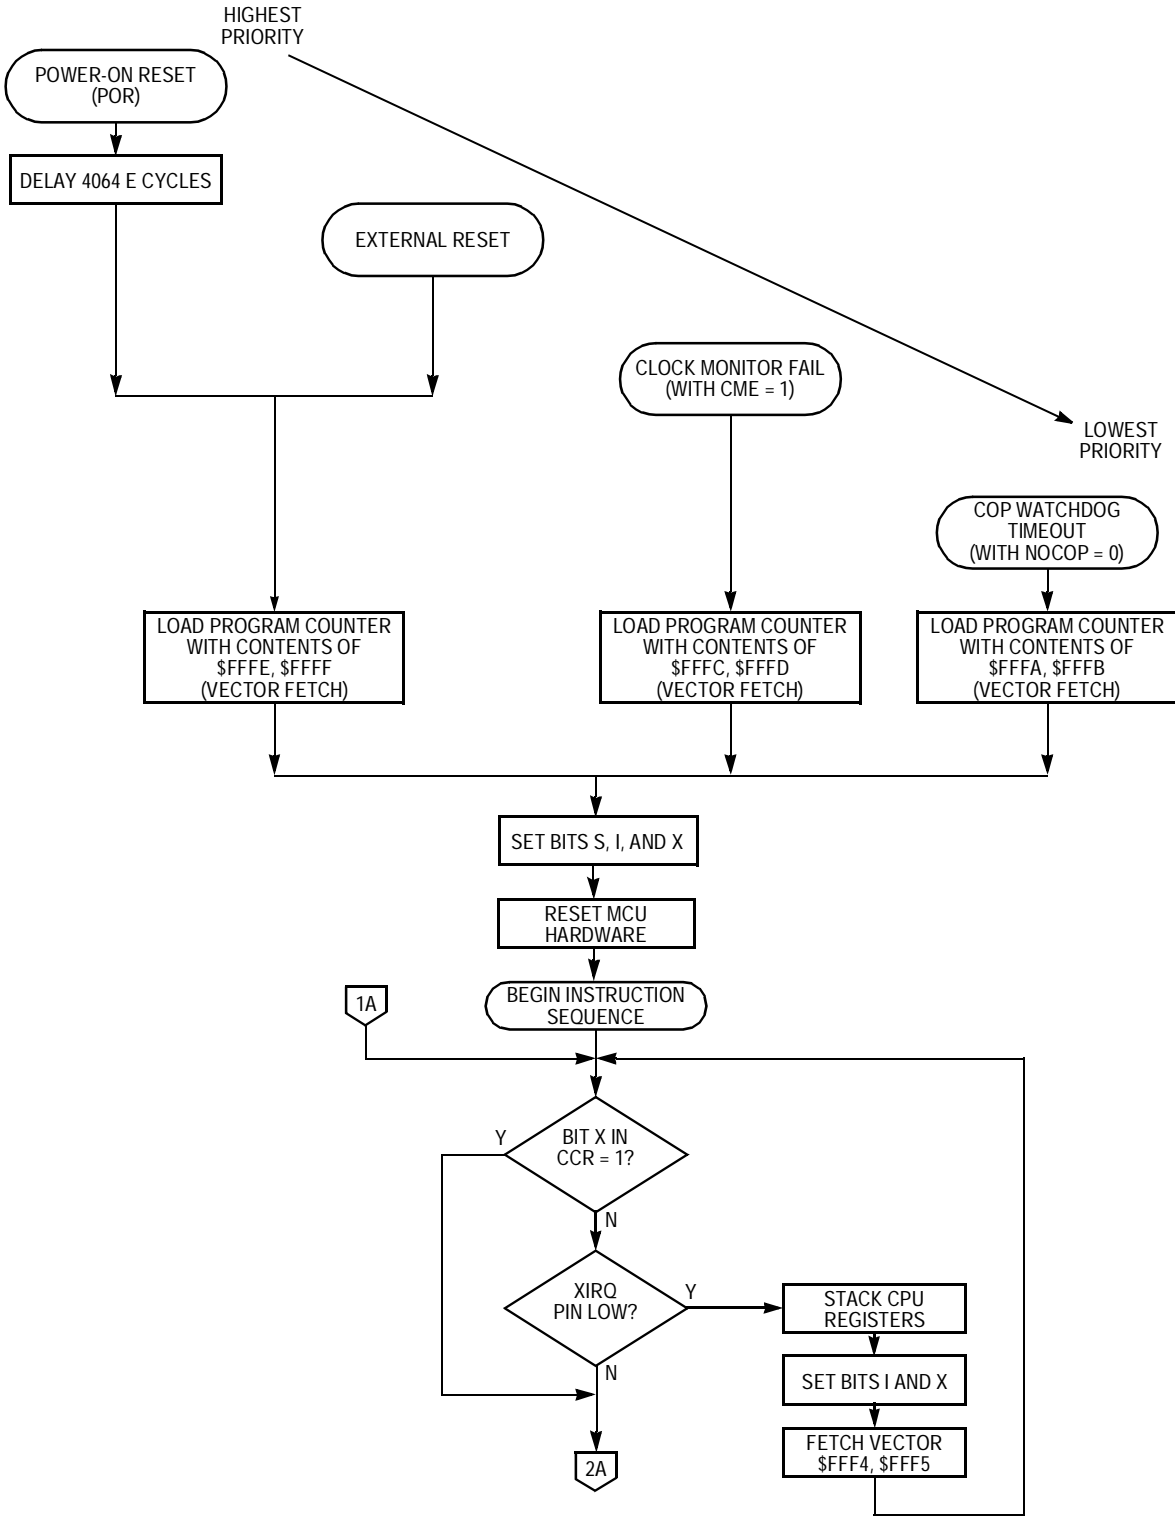 HIGHEST
PRIORITY
POWER-ON RESET
(POR)
DELAY 4064 E CYCLES
EXTERNAL RESET
CLOCK MONITOR FAIL
(WITH CME = 1)
LOWEST
PRIORITY
COP WATCHDOG
TIMEOUT
(WITH NOCOP = 0)
LOAD PROGRAM COUNTER
WITH CONTENTS OF
$FFFE, $FFFF
(VECTOR FETCH)
LOAD PROGRAM COUNTER
WITH CONTENTS OF
$FFFC, $FFFD
(VECTOR FETCH)
LOAD PROGRAM COUNTER
WITH CONTENTS OF
$FFFA, $FFFB
(VECTOR FETCH)
SET BITS S, I, AND X
RESET MCU
HARDWARE
BEGIN INSTRUCTION
SEQUENCE
1A
BIT X IN
CCR = 1?
Y
N
XIRQ
PIN LOW?
Y
N
STACK CPU
REGISTERS
SET BITS I AND X
FETCH VECTOR
$FFF4, $FFF5
2A